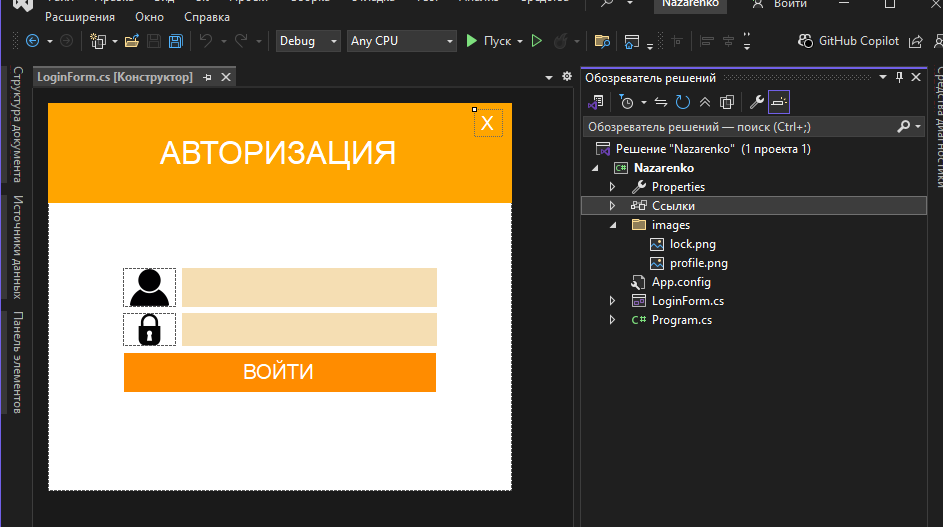 Расширения Окно Справка
Nazarenko
Войти
Debug Any CPU Пуск GitHub Copilot
LoginForm.cs [Конструктор]
Структура документа
Источники данных
Панель элементов
АВТОРИЗАЦИЯ
X
ВОЙТИ
Обозреватель решений
Обозреватель решений — поиск (Ctrl+;)
Решение "Nazarenko" (1 проекта 1)
Nazarenko
Properties
Ссылки
images
lock.png
profile.png
App.config
LoginForm.cs
C# Program.cs
Средства диагностики